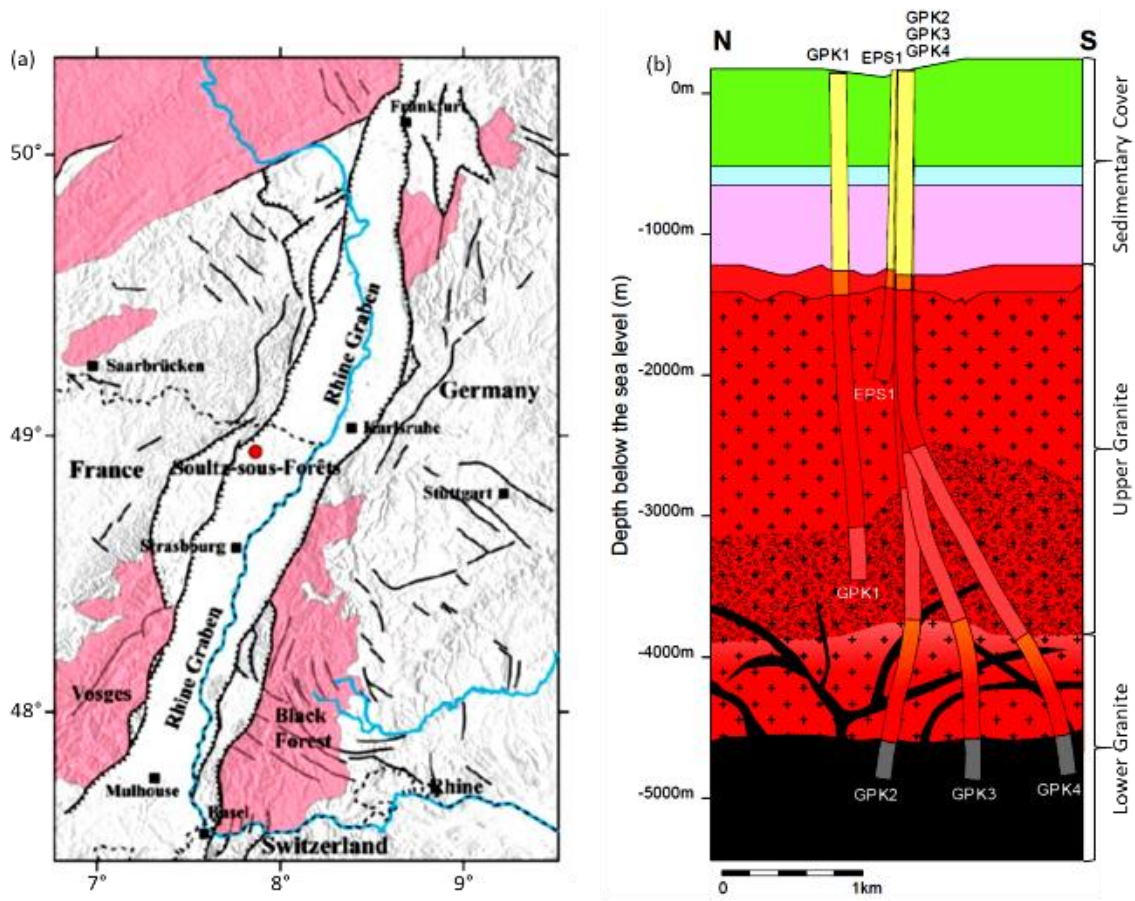 (a)
Frankfurt
50°
Saarbrücken
Rhine Graben
Germany
49°
Karlsruhe
France
Soultz-sous-Forêts
Stuttgart
Strasbourg
Rhine Graben
Vosges
48°
Black
Forest
Mulhouse
Rhine
Basel
Switzerland
7°
8°
9°
(b)
N
GPK1
EPS1
GPK2
GPK3
GPK4
S
0m
-1000m
-2000m
-3000m
-4000m
-5000m
Depth below the sea level (m)
EPS1
GPK1
GPK2
GPK3
GPK4
Sedimentary Cover
Upper Granite
Lower Granite
0
1km